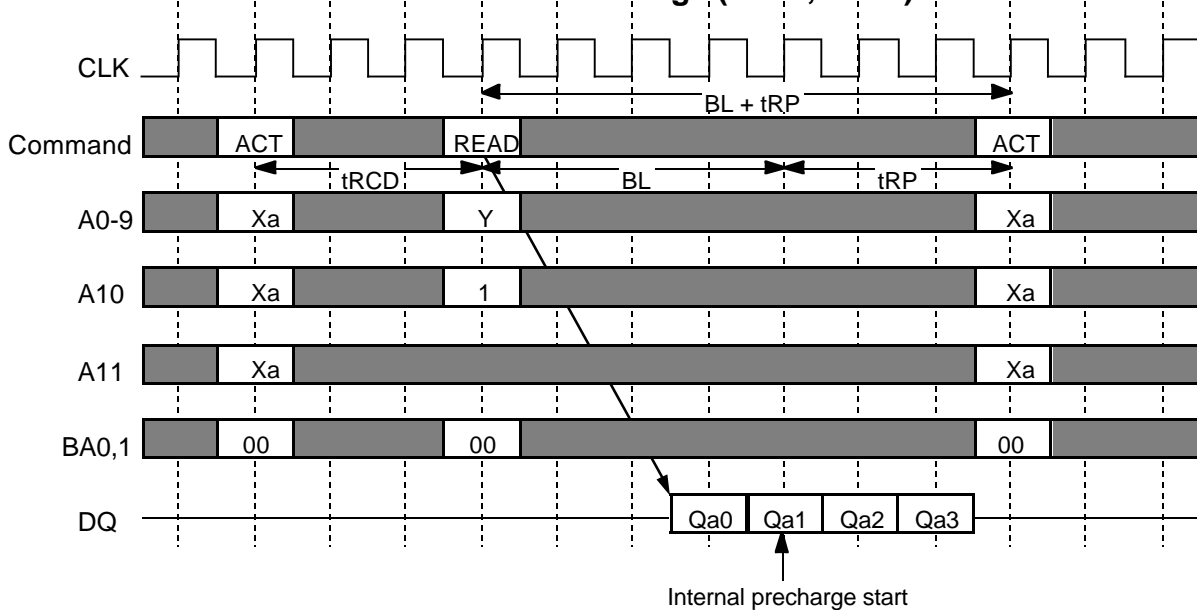 CLK
BL + tRP
Command ACT READ ACT
tRCD BL tRP
A0-9 Xa Y Xa
A10 Xa 1 Xa
A11 Xa Xa
BA0,1 00 00 00
DQ Qa0 Qa1 Qa2 Qa3
Internal precharge start